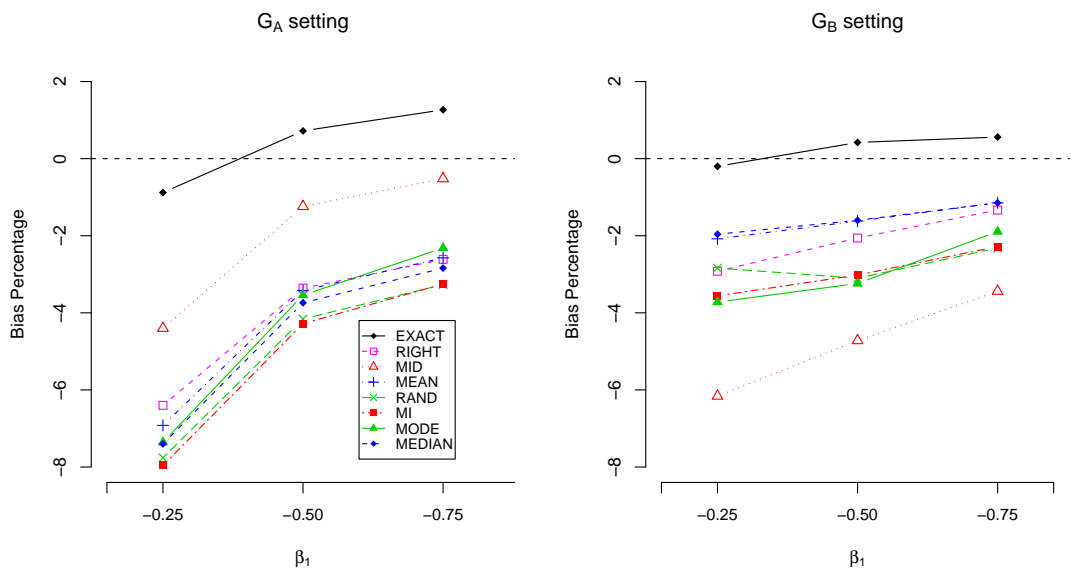 G_A setting
Bias Percentage
2
0
−2
−4
−6
−8
EXACT
RIGHT
MID
MEAN
RAND
MI
MODE
MEDIAN
−0.25
−0.50
−0.75
β₁
G_B setting
Bias Percentage
2
0
−2
−4
−6
−8
−0.25
−0.50
−0.75
β₁